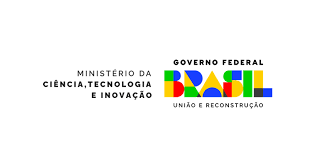 MINISTÉRIO DA
CIÊNCIA,TECNOLOGIA
E INOVAÇÃO
GOVERNO FEDERAL
BRASIL
UNIÃO E RECONSTRUÇÃO